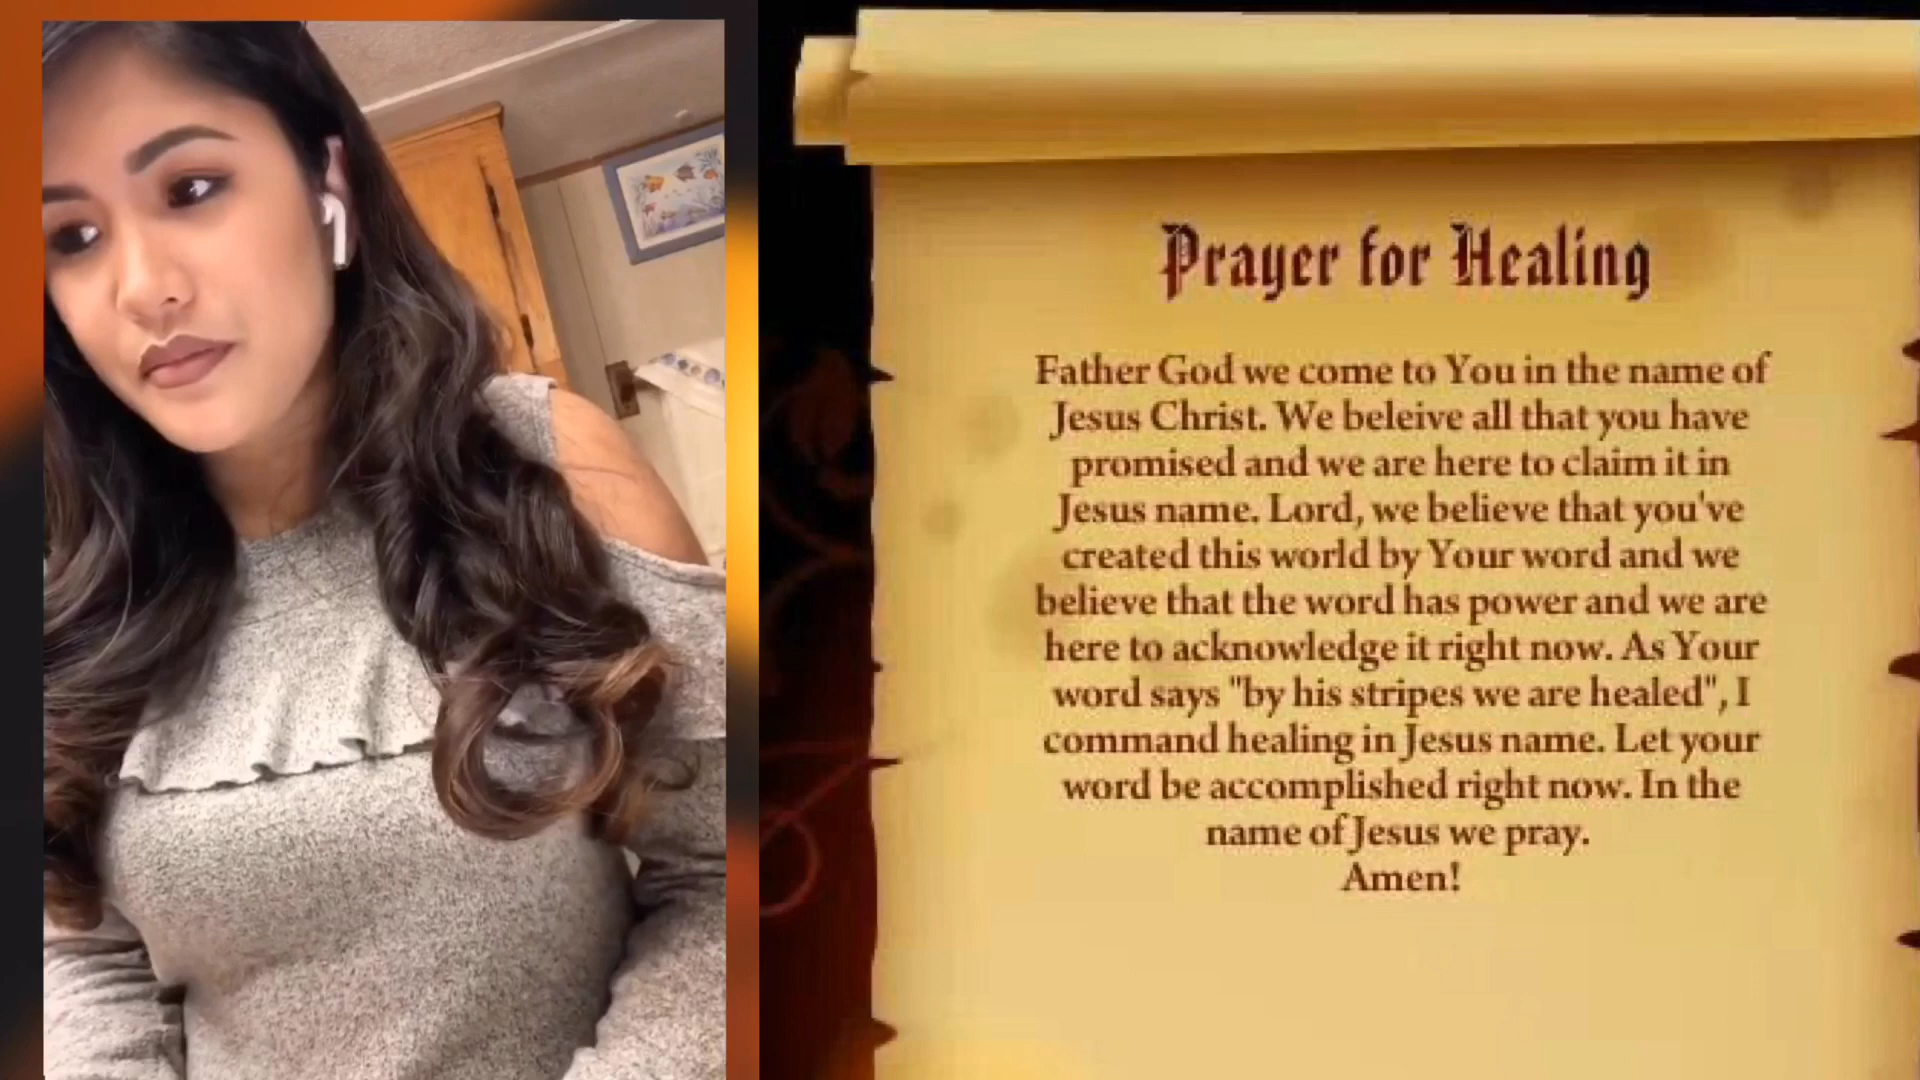 Prayer for Healing
Father God we come to You in the name of
Jesus Christ. We beleive all that you have
promised and we are here to claim it in
Jesus name. Lord, we believe that you've
created this world by Your word and we
believe that the word has power and we are
here to acknowledge it right now. As Your
word says "by his stripes we are healed", I
command healing in Jesus name. Let your
word be accomplished right now. In the
name of Jesus we pray.
Amen!